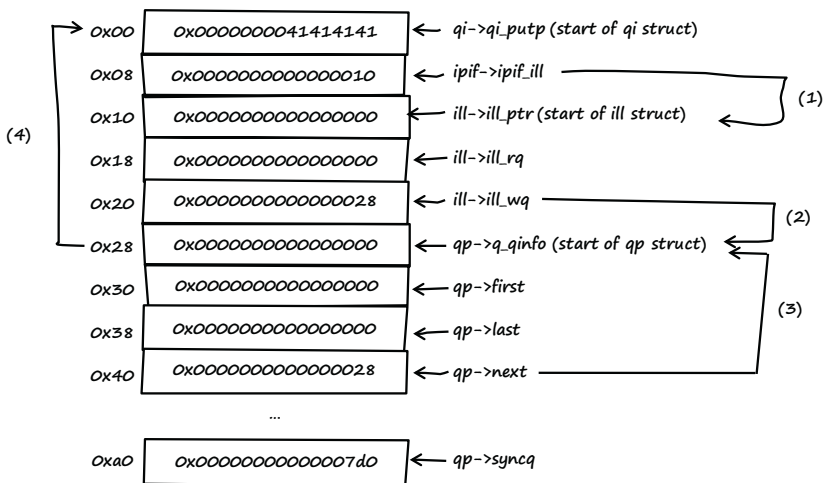 0x00 0x0000000041414141 qi->qi_putp (start of qi struct)
0x08 0x0000000000000010 ipif->ipif_ill
(1)
0x10 0x0000000000000000 ill->ill_ptr (start of ill struct)
(4)
0x18 0x0000000000000000 ill->ill_rq
0x20 0x0000000000000028 ill->ill_wq
(2)
0x28 0x0000000000000000 qp->q_qinfo (start of qp struct)
0x30 0x0000000000000000 qp->first
(3)
0x38 0x0000000000000000 qp->last
0x40 0x0000000000000028 qp->next
...
0xa0 0x00000000000007d0 qp->syncq